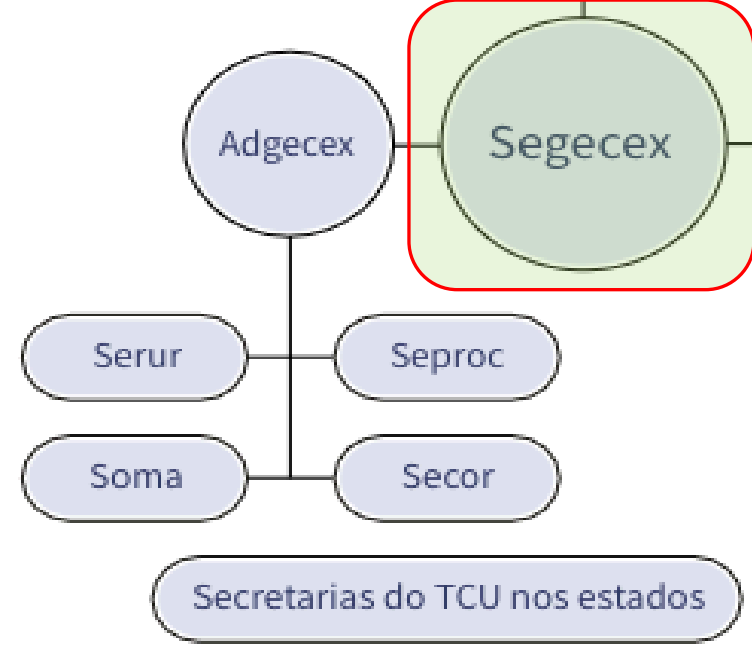 Adgecex
Segecex
Serur
Seproc
Soma
Secor
Secretarias do TCU nos estados